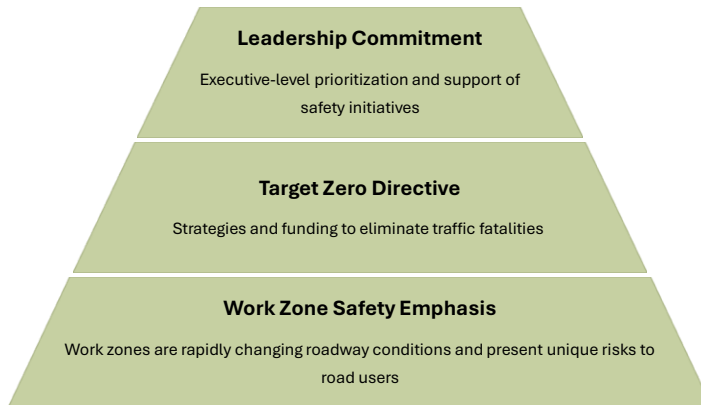 Leadership Commitment
Executive-level prioritization and support of
safety initiatives
Target Zero Directive
Strategies and funding to eliminate traffic fatalities
Work Zone Safety Emphasis
Work zones are rapidly changing roadway conditions and present unique risks to
road users